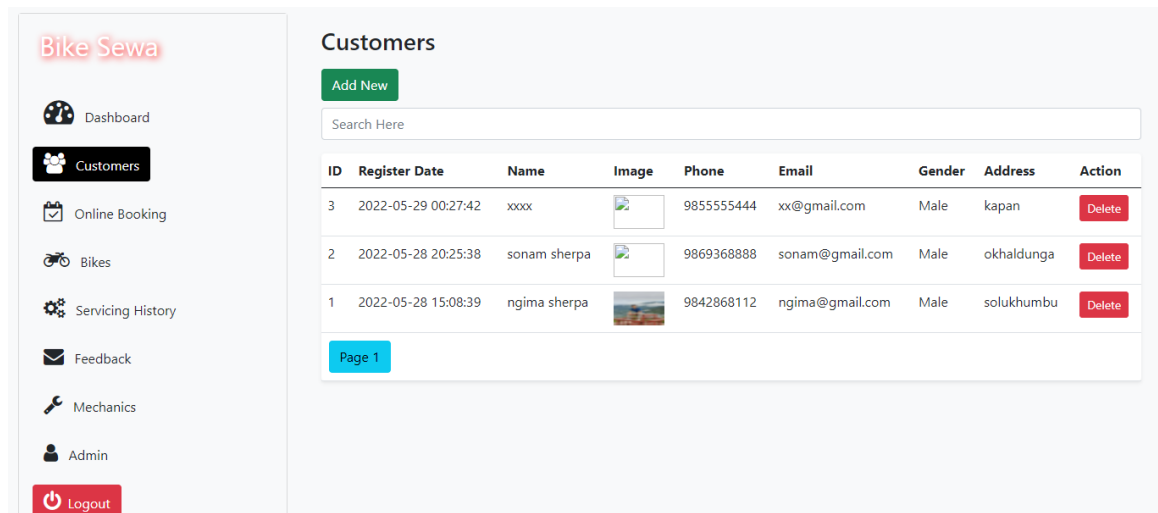 Bike Sewa
Dashboard
Customers
Online Booking
Bikes
Servicing History
Feedback
Mechanics
Admin
Logout
Customers
Add New
Search Here
ID Register Date Name Image Phone Email Gender Address Action
3 2022-05-29 00:27:42 xxxx 9855555444 xx@gmail.com Male kapan Delete
2 2022-05-28 20:25:38 sonam sherpa 9869368888 sonam@gmail.com Male okhaldunga Delete
1 2022-05-28 15:08:39 ngima sherpa 9842868112 ngima@gmail.com Male solukhumbu Delete
Page 1